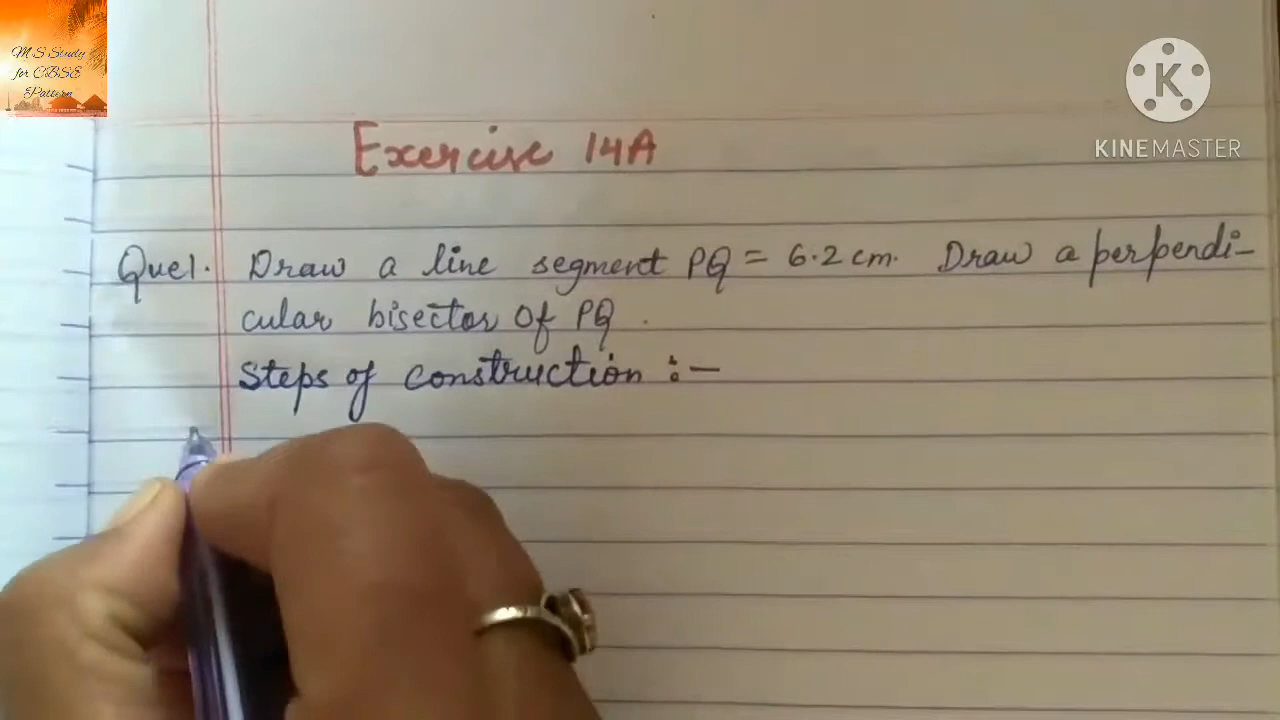 M.S Study
for CBSE
Pattern
K
KINEMASTER
Exercise 14A
Que1. Draw a line segment PQ = 6.2 cm. Draw a perpendi-
cular bisector of PQ.
Steps of construction :-